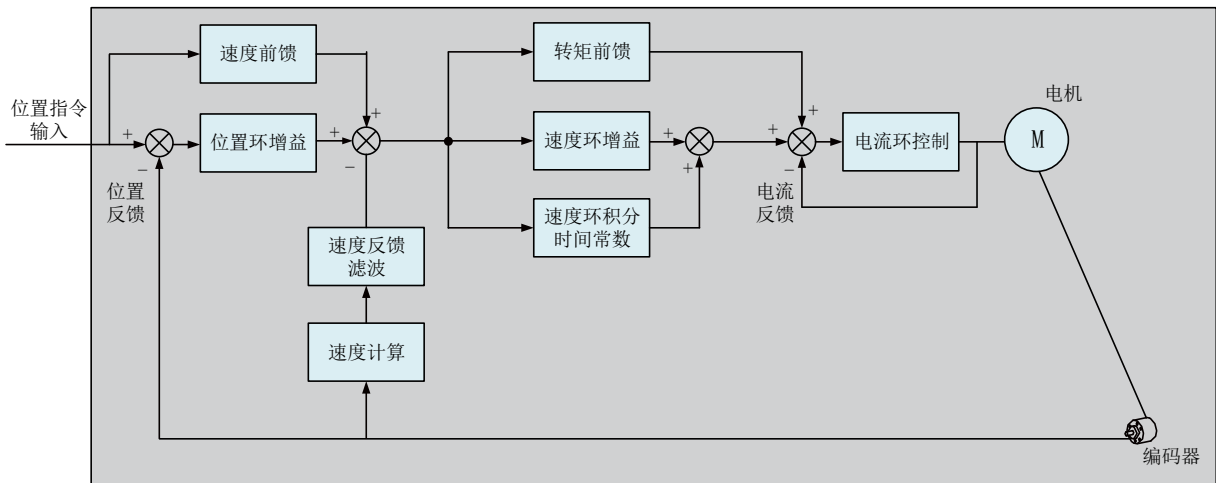 速度前馈
转矩前馈
位置指令
输入
电机
+
+
+
位置环增益
+
+
速度环增益
+
+
电流环控制
M
−
−
+
−
位置
反馈
电流
反馈
速度环积分
时间常数
速度反馈
滤波
速度计算
编码器